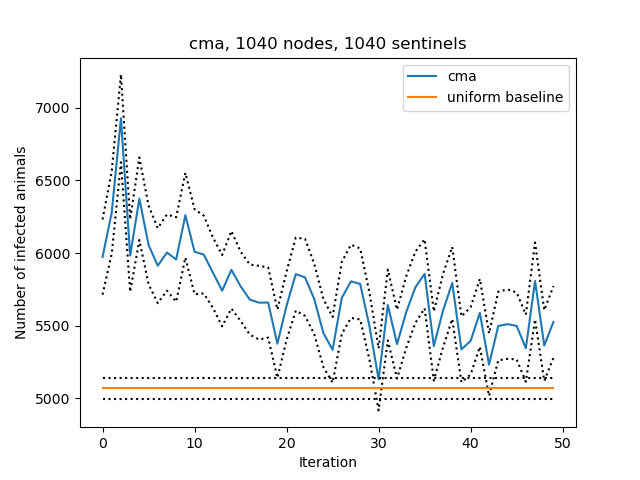 cma, 1040 nodes, 1040 sentinels
cma
uniform baseline
Number of infected animals
7000
6500
6000
5500
5000
0 10 20 30 40 50
Iteration